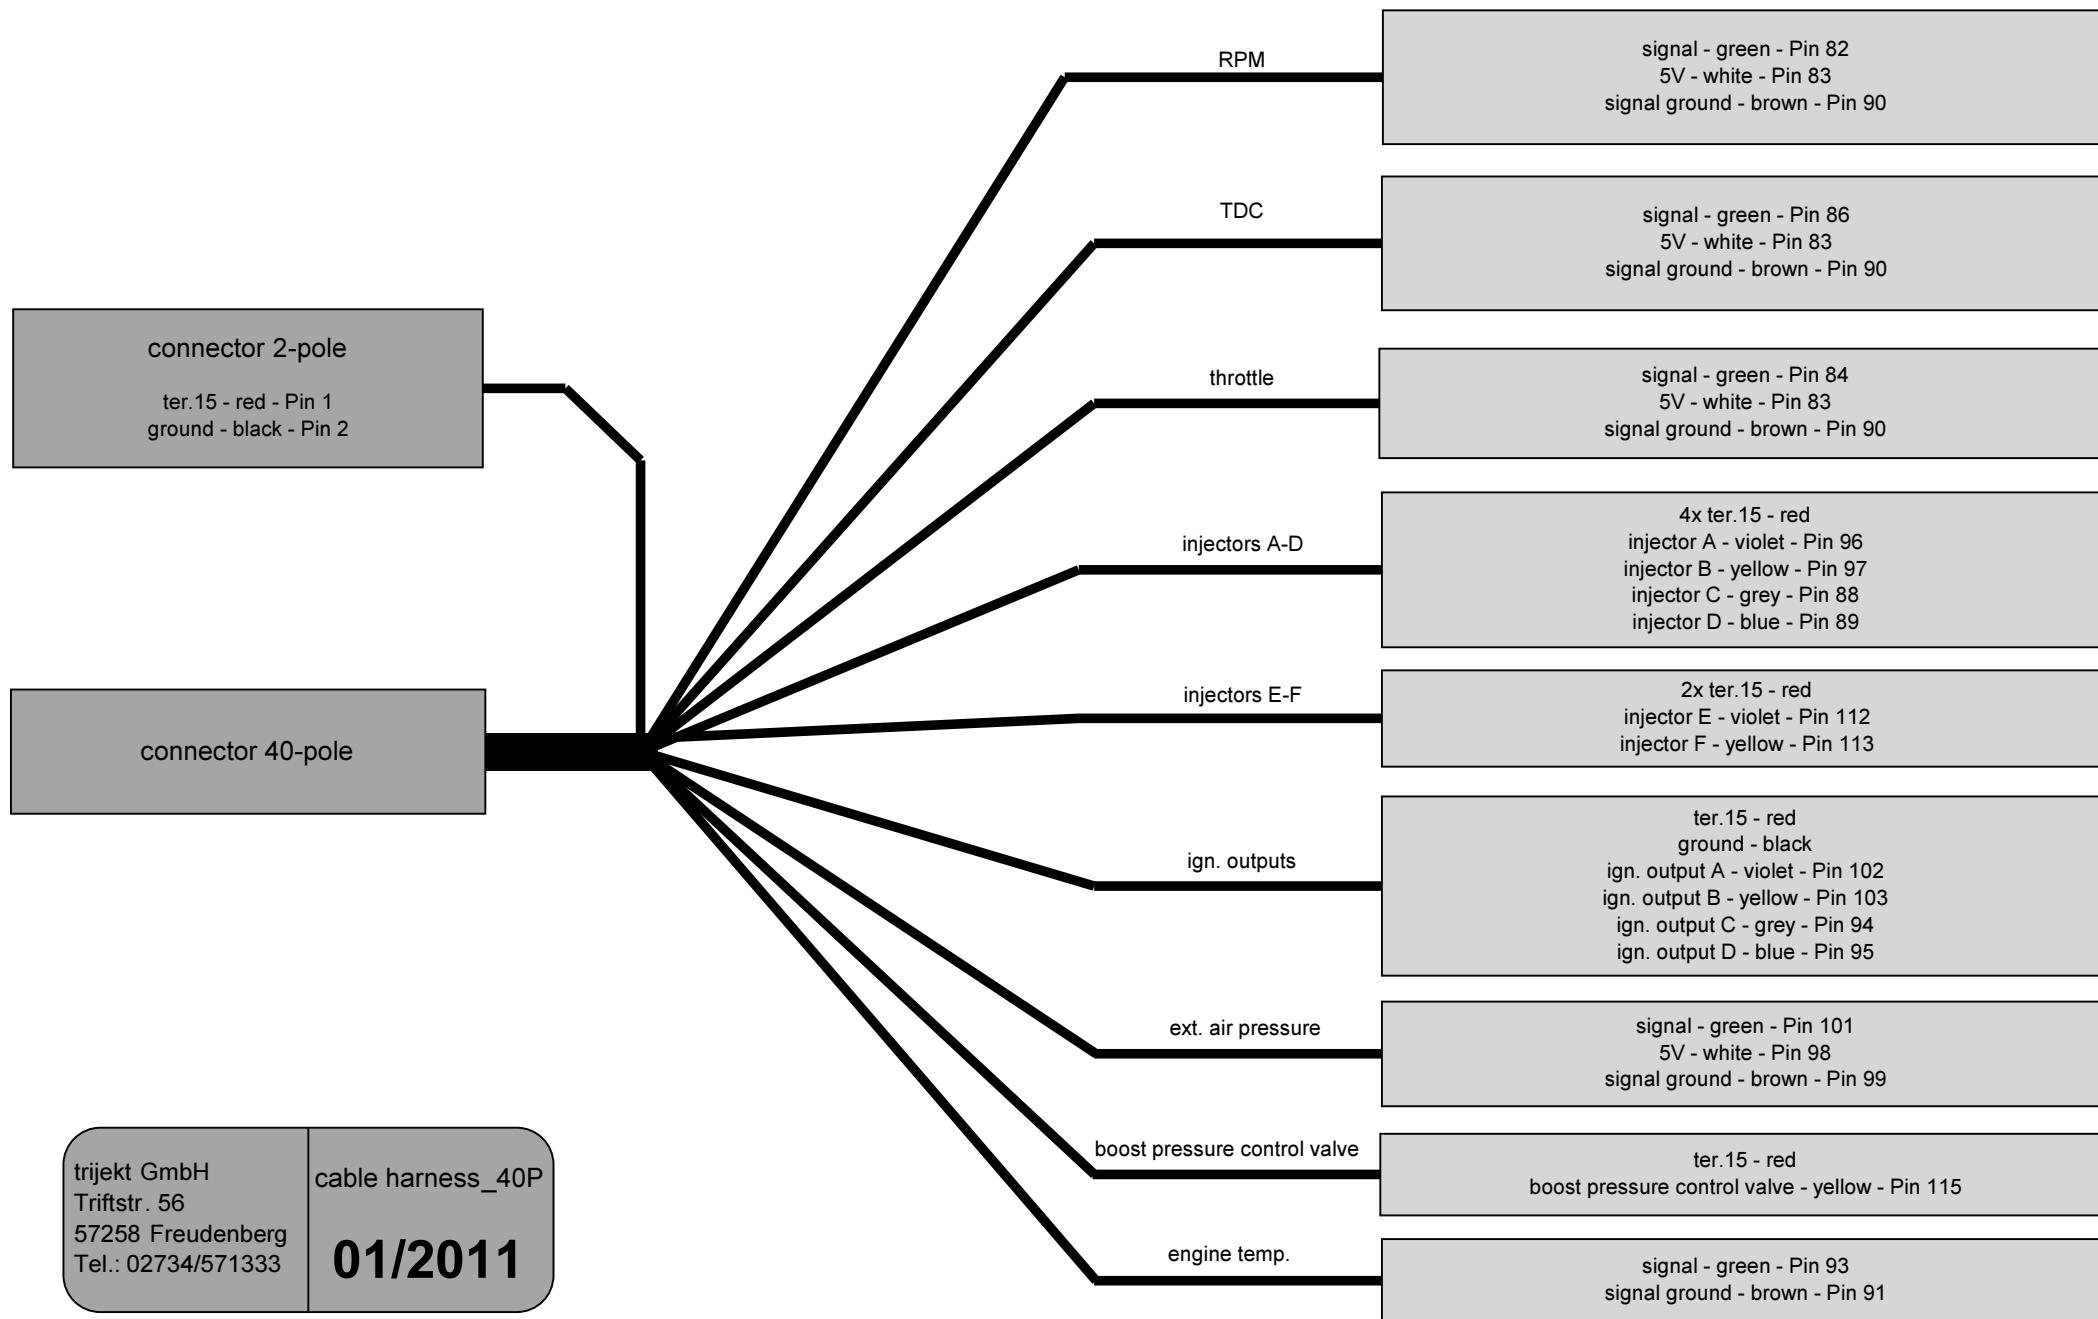 connector 2-pole
ter.15 - red - Pin 1
ground - black - Pin 2
connector 40-pole
RPM
signal - green - Pin 82
5V - white - Pin 83
signal ground - brown - Pin 90
TDC
signal - green - Pin 86
5V - white - Pin 83
signal ground - brown - Pin 90
throttle
signal - green - Pin 84
5V - white - Pin 83
signal ground - brown - Pin 90
injectors A-D
4x ter.15 - red
injector A - violet - Pin 96
injector B - yellow - Pin 97
injector C - grey - Pin 88
injector D - blue - Pin 89
injectors E-F
2x ter.15 - red
injector E - violet - Pin 112
injector F - yellow - Pin 113
ign. outputs
ter.15 - red
ground - black
ign. output A - violet - Pin 102
ign. output B - yellow - Pin 103
ign. output C - grey - Pin 94
ign. output D - blue - Pin 95
ext. air pressure
signal - green - Pin 101
5V - white - Pin 98
signal ground - brown - Pin 99
boost pressure control valve
ter.15 - red
boost pressure control valve - yellow - Pin 115
engine temp.
signal - green - Pin 93
signal ground - brown - Pin 91
trijekt GmbH
Triftstr. 56
57258 Freudenberg
Tel.: 02734/571333
cable harness_40P
01/2011